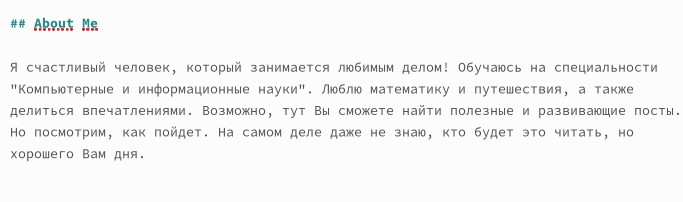 ## About Me
Я счастливый человек, который занимается любимым делом! Обучаюсь на специальности
"Компьютерные и информационные науки". Люблю математику и путешествия, а также
делиться впечатлениями. Возможно, тут Вы сможете найти полезные и развивающие посты.
Но посмотрим, как пойдет. На самом деле даже не знаю, кто будет это читать, но
хорошего Вам дня.